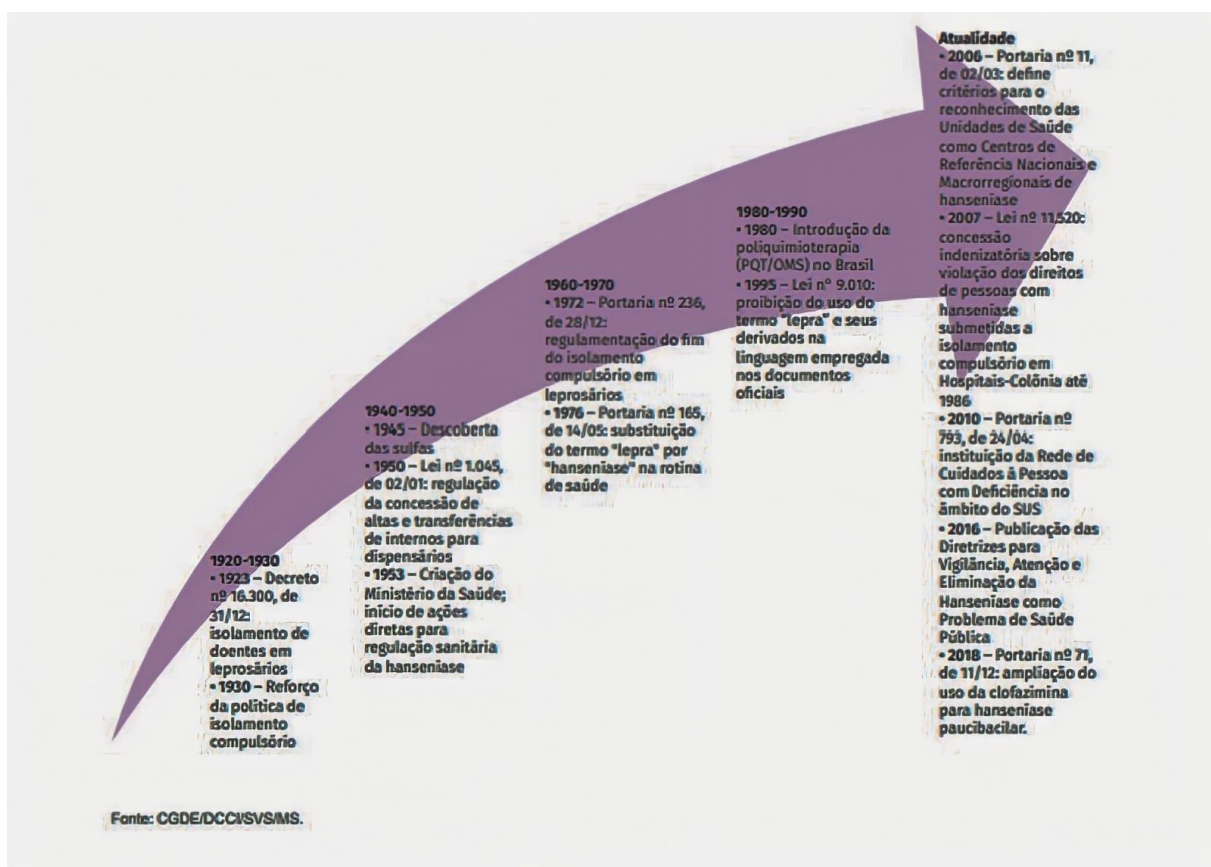 1920-1930
• 1923 – Decreto
nº 16.300, de
31/12:
isolamento de
doentes em
leprosários
• 1930 – Reforço
da política de
isolamento
compulsório
1940-1950
• 1945 – Descoberta
das sulfas
• 1950 – Lei nº 1.045,
de 02/01: regulação
da concessão de
altas e transferências
de internos para
dispensários
• 1953 – Criação do
Ministério da Saúde;
início de ações
diretas para
regulação sanitária
da hanseníase
1960-1970
• 1972 – Portaria nº 236,
de 28/12:
regulamentação do fim
do isolamento
compulsório em
leprosários
• 1976 – Portaria nº 165,
de 14/05: substituição
do termo "lepra" por
"hanseníase" na rotina
de saúde
1980-1990
• 1980 – Introdução da
poliquimioterapia
(PQT/OMS) no Brasil
• 1995 – Lei nº 9.010:
proibição do uso do
termo "lepra" e seus
derivados na
linguagem empregada
nos documentos
oficiais
Atualidade
• 2006 – Portaria nº 11,
de 02/03: define
critérios para o
reconhecimento das
Unidades de Saúde
como Centros de
Referência Nacionais e
Macrorregionais de
hanseníase
• 2007 – Lei nº 11.520:
concessão
indenizatória sobre
violação dos direitos
de pessoas com
hanseníase
submetidas a
isolamento
compulsório em
Hospitais-Colônia até
1986
• 2010 – Portaria nº
793, de 24/04:
instituição da Rede de
Cuidados à Pessoa
com Deficiência no
âmbito do SUS
• 2016 – Publicação das
Diretrizes para
Vigilância, Atenção e
Eliminação da
Hanseníase como
Problema de Saúde
Pública
• 2018 – Portaria nº 71,
de 11/12: ampliação do
uso da clofazimina
para hanseníase
paucibacilar.
Fonte: CGDE/DCCI/SVS/MS.